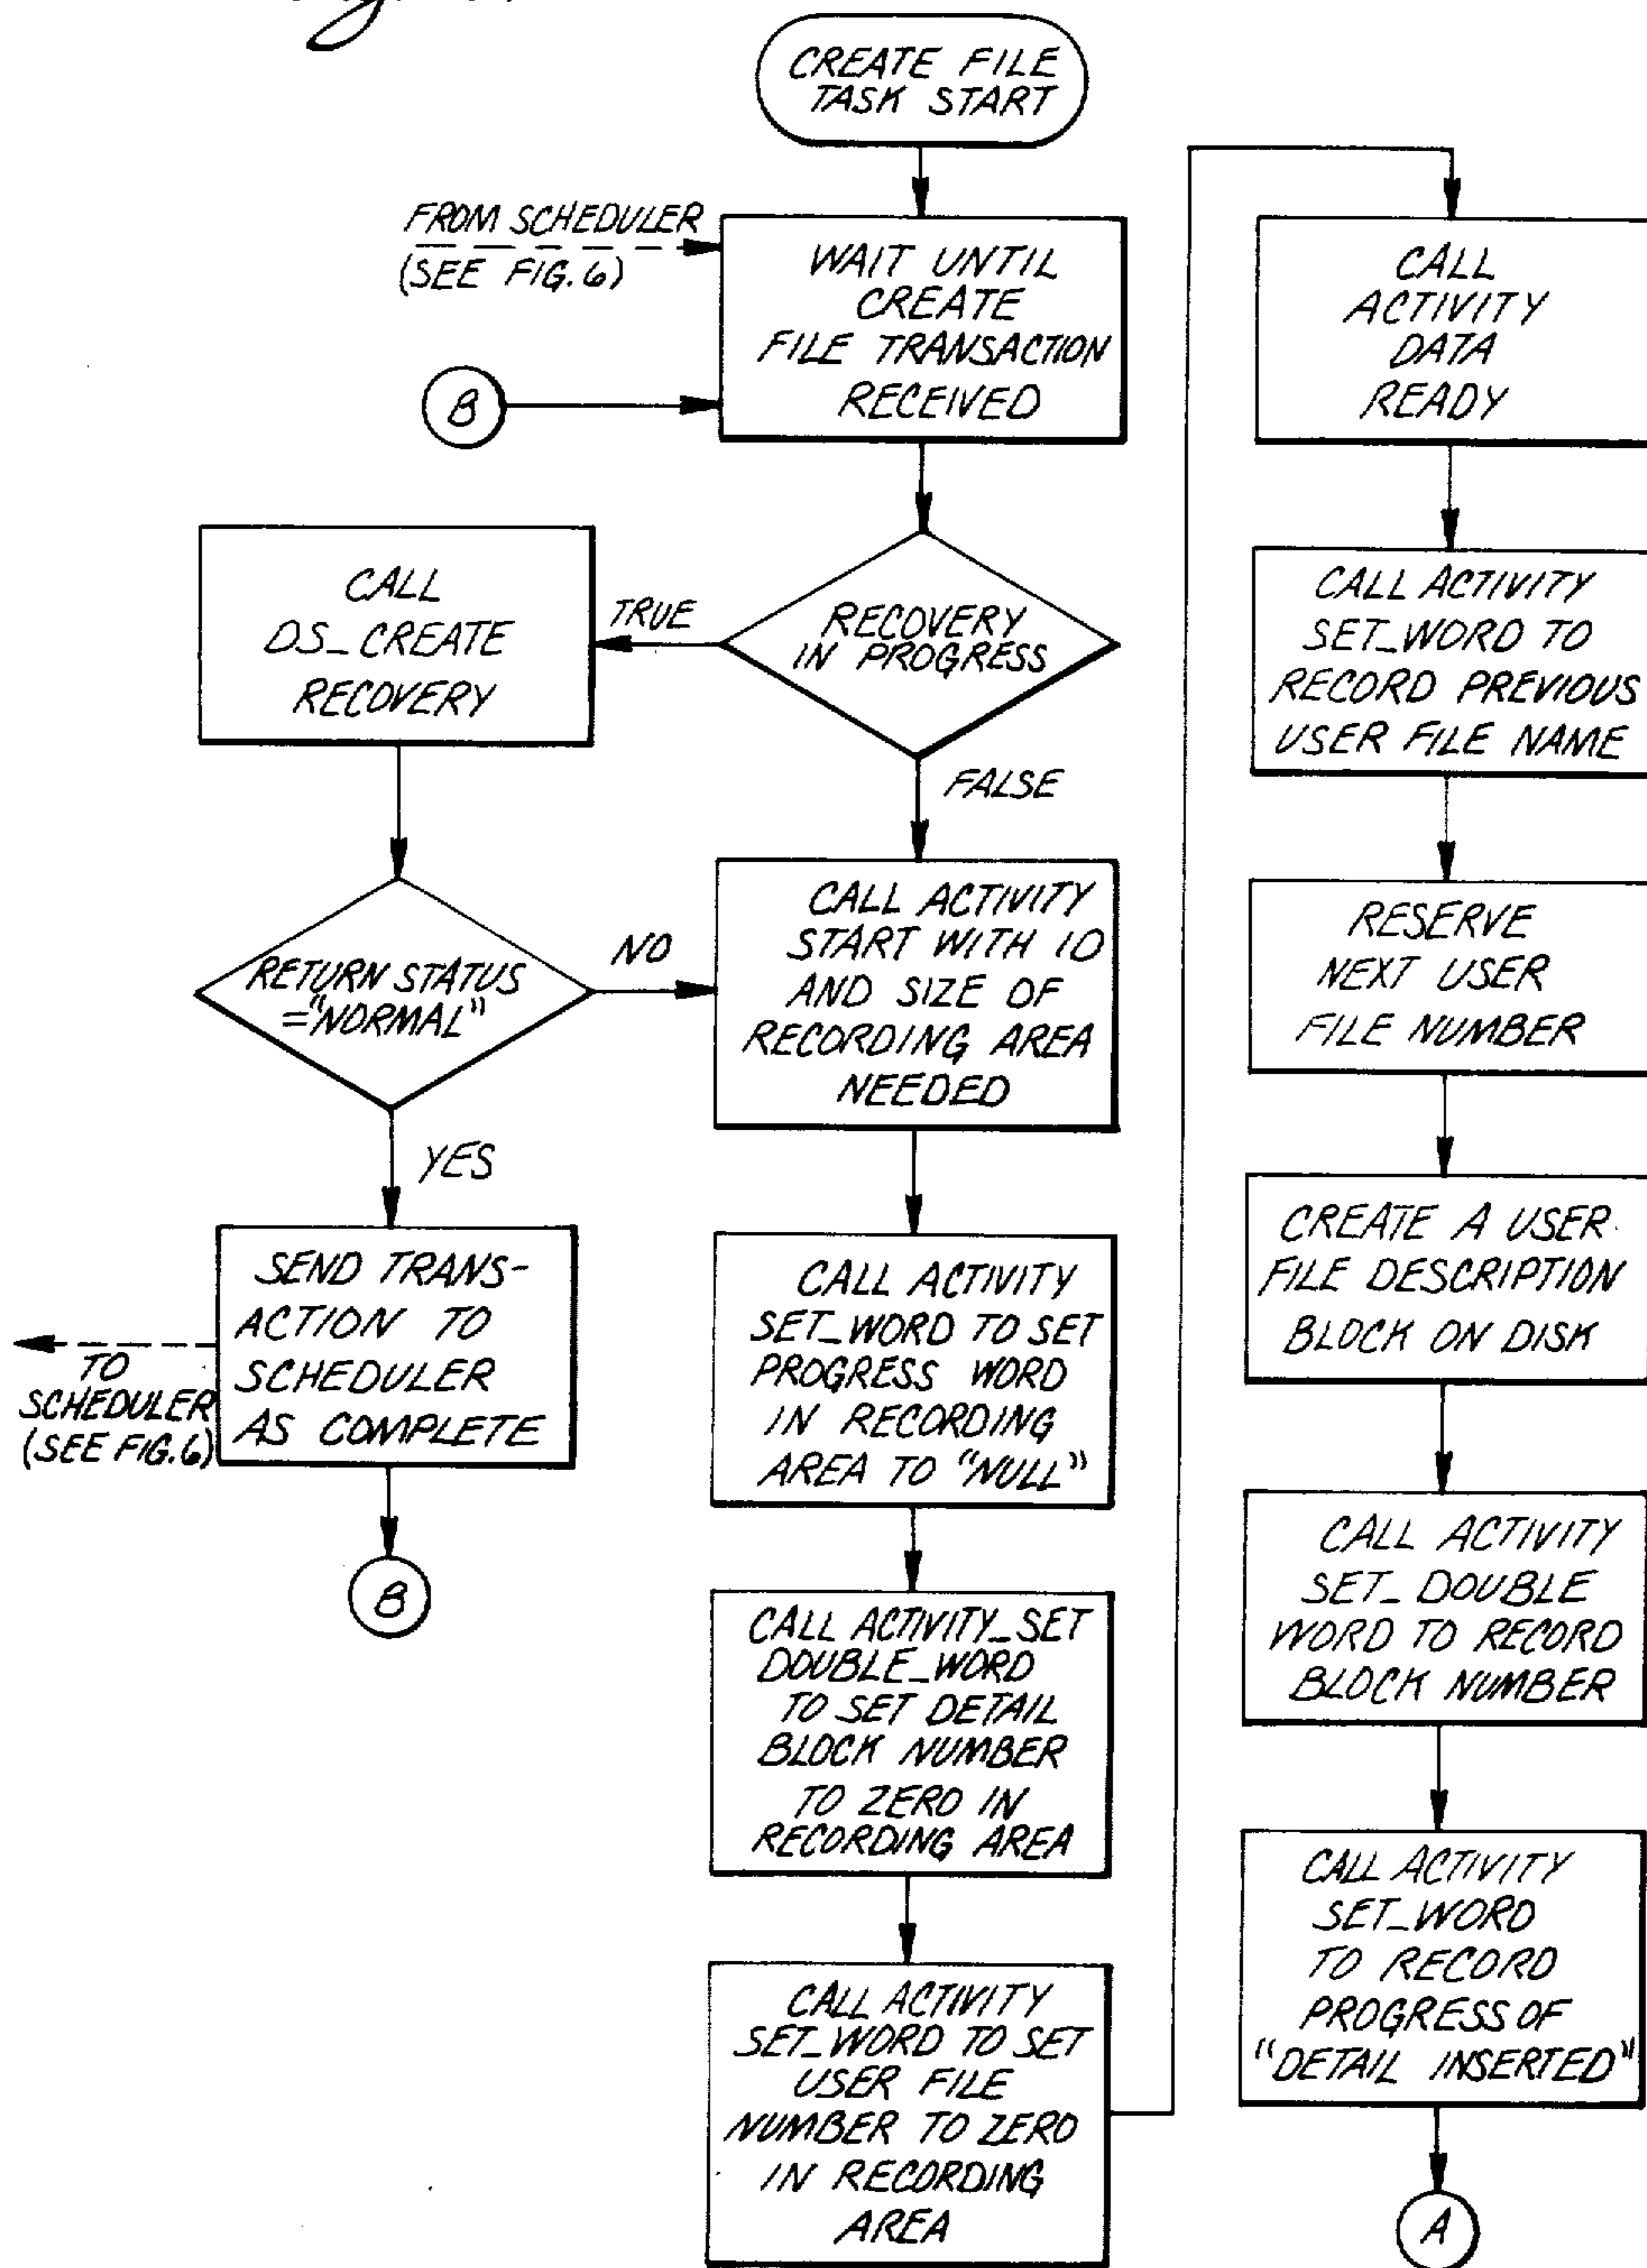 CREATE FILE
TASK START
FROM SCHEDULER
(SEE FIG. 6)
WAIT UNTIL
CREATE
FILE TRANSACTION
RECEIVED
B
RECOVERY
IN PROGRESS
TRUE
FALSE
CALL
DS_CREATE
RECOVERY
RETURN STATUS
="NORMAL"
NO
YES
SEND TRANS-
ACTION TO
SCHEDULER
AS COMPLETE
TO
SCHEDULER
(SEE FIG. 6)
B
CALL ACTIVITY
START WITH ID
AND SIZE OF
RECORDING AREA
NEEDED
CALL ACTIVITY
SET_WORD TO SET
PROGRESS WORD
IN RECORDING
AREA TO "NULL"
CALL ACTIVITY_SET
DOUBLE_WORD
TO SET DETAIL
BLOCK NUMBER
TO ZERO IN
RECORDING AREA
CALL ACTIVITY
SET_WORD TO SET
USER FILE
NUMBER TO ZERO
IN RECORDING
AREA
CALL
ACTIVITY
DATA
READY
CALL ACTIVITY
SET_WORD TO
RECORD PREVIOUS
USER FILE NAME
RESERVE
NEXT USER
FILE NUMBER
CREATE A USER
FILE DESCRIPTION
BLOCK ON DISK
CALL ACTIVITY
SET_DOUBLE
WORD TO RECORD
BLOCK NUMBER
CALL ACTIVITY
SET_WORD
TO RECORD
PROGRESS OF
"DETAIL INSERTED"
A